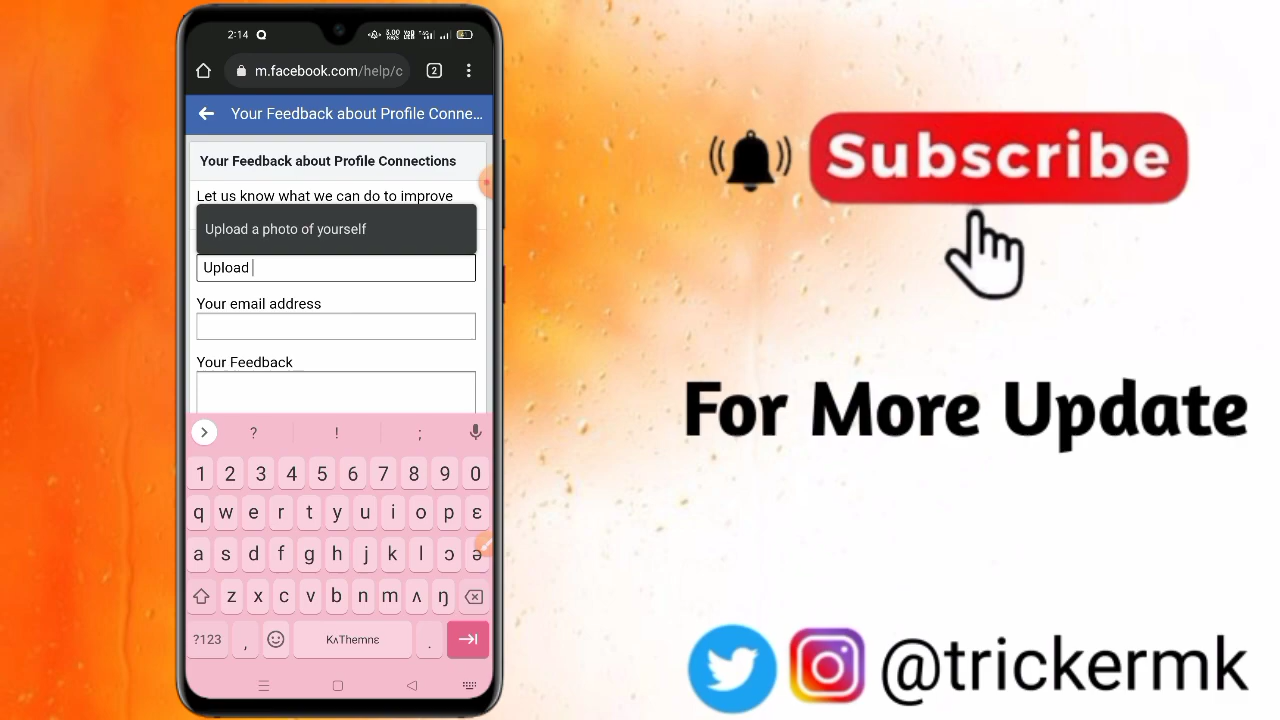 2:14
m.facebook.com/help/c
2
Your Feedback about Profile Conne...
Your Feedback about Profile Connections
Let us know what we can do to improve
Upload a photo of yourself
Upload
Your email address
Your Feedback
? ! ;
1 2 3 4 5 6 7 8 9 0
q w e r t y u i o p ɛ
a s d f g h j k l ɔ ə
z x c v b n m ʌ ŋ
?123 , KʌThemnɛ .
Subscribe
For More Update
@trickermk